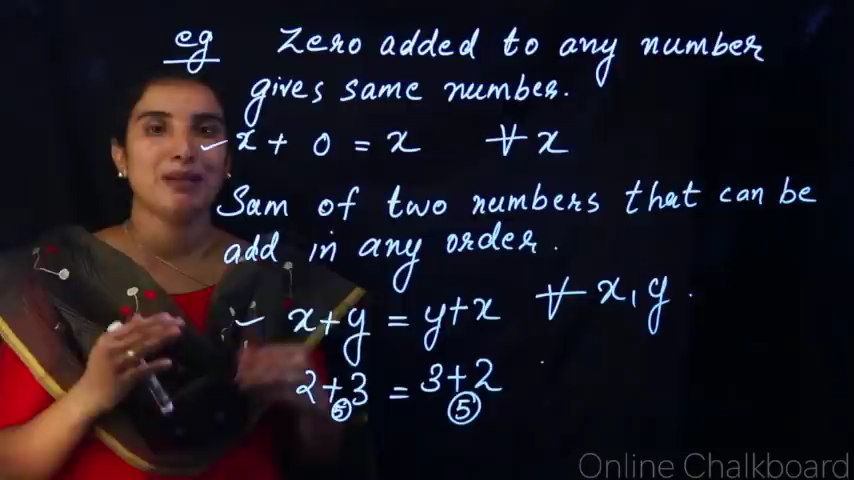 eg Zero added to any number
gives same number.
x + 0 = x ∀ x
Sum of two numbers that can be
add in any order.
x+y = y+x ∀ x, y.
2+3 = 3+2
5 5
Online Chalkboard